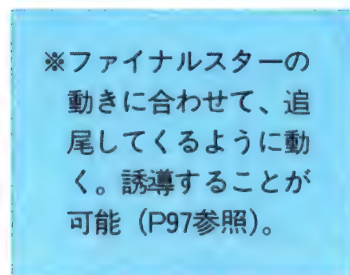 ※ファイナルスターの
動きに合わせて、追
尾してくるように動
く。誘導することが
可能（P97参照）。